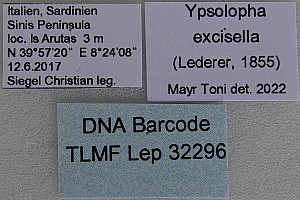 Italien, Sardinien
Sinis Peninsula
loc. Is Arutas 3 m
N 39°57'20" E 8°24'08"
12.6.2017
Siegel Christian leg.
Ypsolopha
excisella
(Lederer, 1855)
Mayr Toni det. 2022
DNA Barcode
TLMF Lep 32296